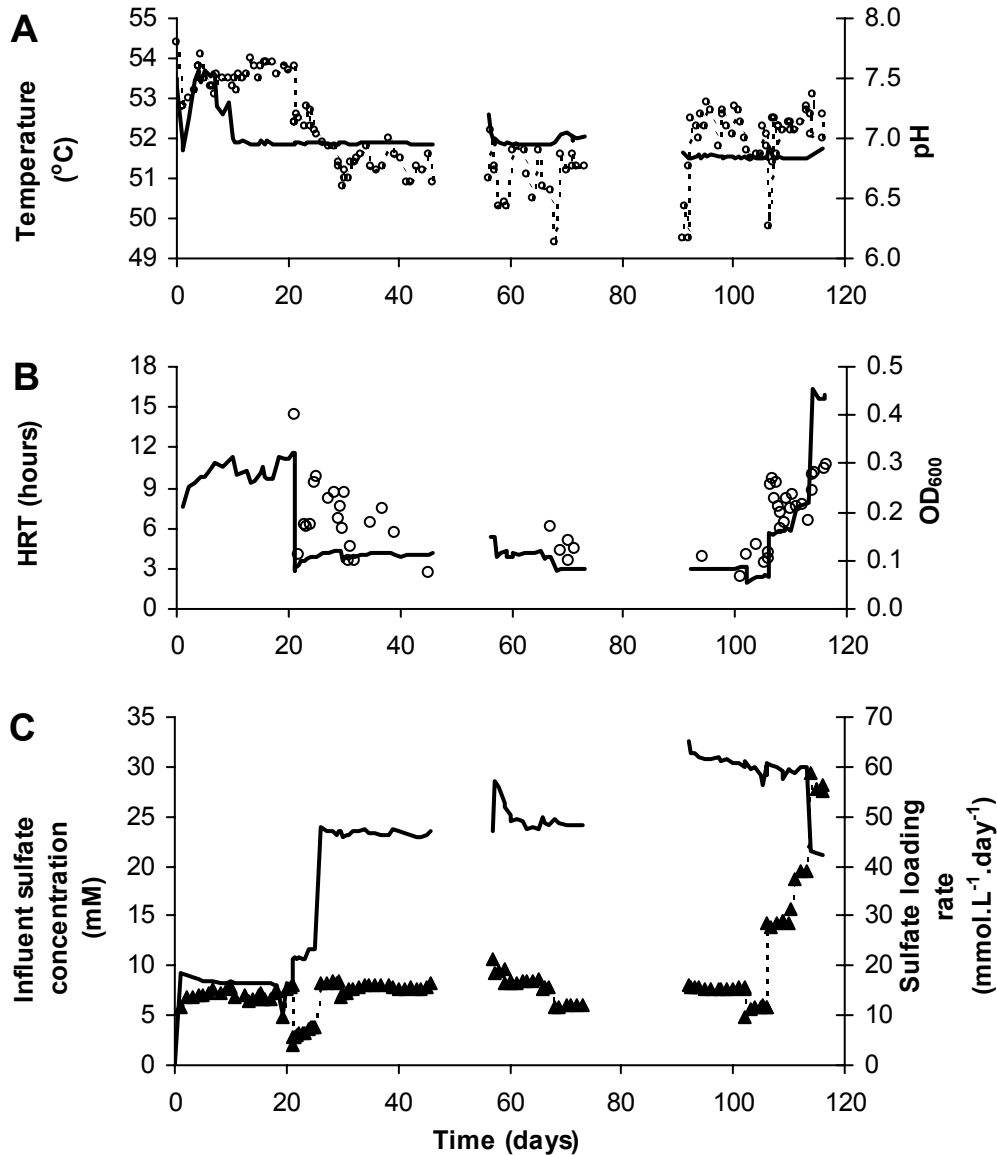 A
Temperature
(°C)
55
54
53
52
51
50
49
8.0
7.5
7.0
6.5
6.0
pH
0 20 40 60 80 100 120
B
HRT (hours)
18
15
12
9
6
3
0
0.5
0.4
0.3
0.2
0.1
0.0
OD600
0 20 40 60 80 100 120
C
Influent sulfate
concentration
(mM)
35
30
25
20
15
10
5
0
70
60
50
40
30
20
10
0
Sulfate loading
rate
(mmol.L-1.day-1)
0 20 40 60 80 100 120
Time (days)